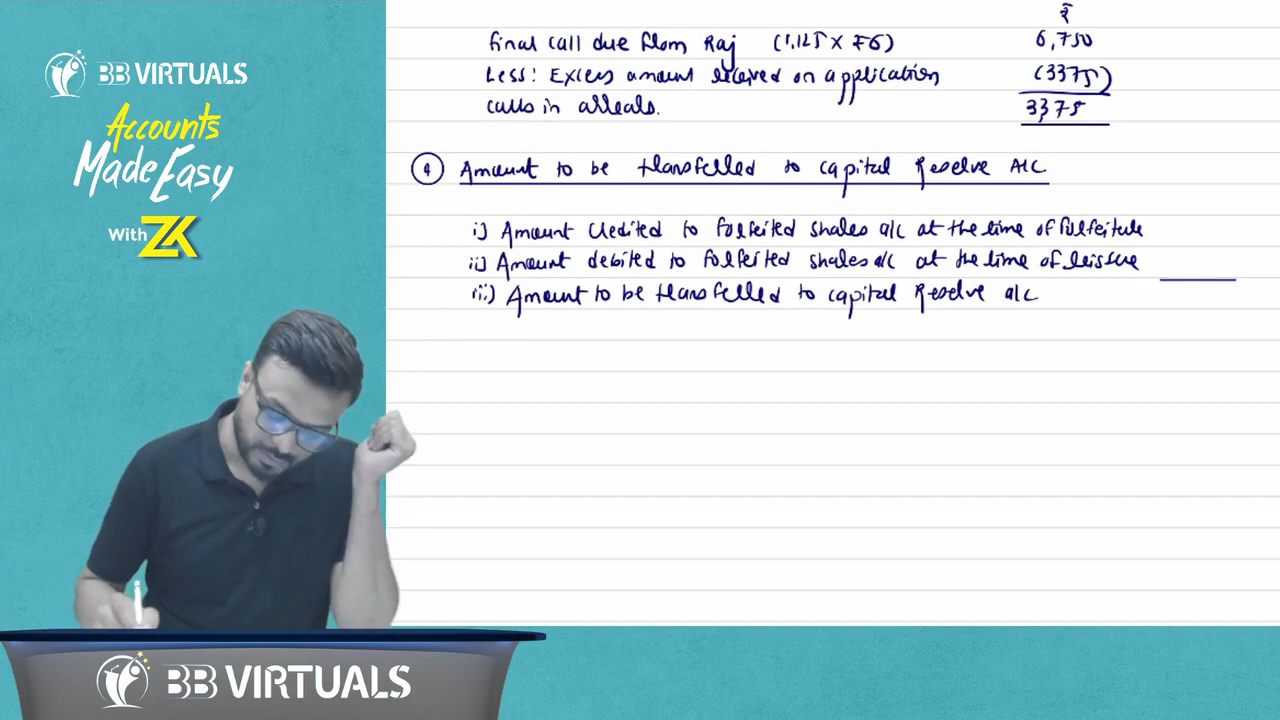 BB VIRTUALS
Accounts
Made Easy
With ZK
₹
final call due from Raj (1,125 x ₹6) 6,750
Less: Excess amount received on application (3375)
calls in arrears. 3,375
4 Amount to be transferred to capital Reserve A/C
i) Amount credited to forfeited shares a/c at the time of forfeiture
ii) Amount debited to forfeited shares a/c at the time of reissue
iii) Amount to be transferred to capital Reserve a/c
BB VIRTUALS